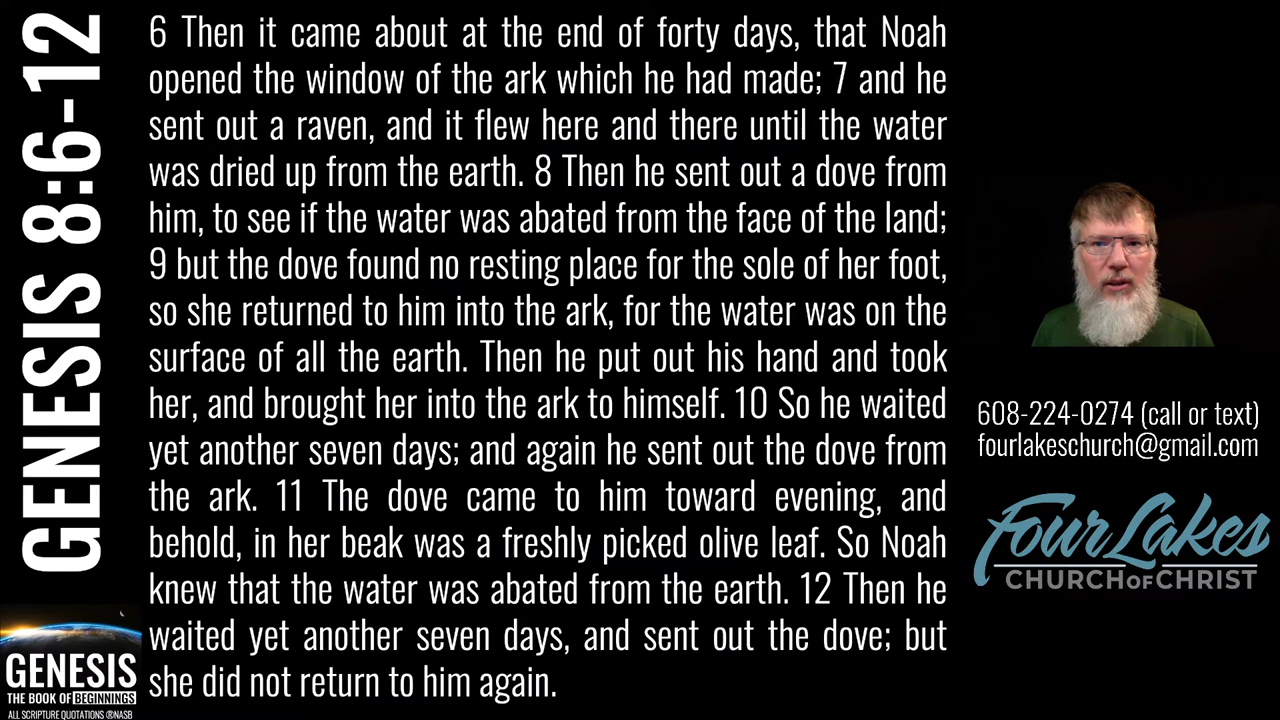 GENESIS 8:6-12
6 Then it came about at the end of forty days, that Noah
opened the window of the ark which he had made; 7 and he
sent out a raven, and it flew here and there until the water
was dried up from the earth. 8 Then he sent out a dove from
him, to see if the water was abated from the face of the land;
9 but the dove found no resting place for the sole of her foot,
so she returned to him into the ark, for the water was on the
surface of all the earth. Then he put out his hand and took
her, and brought her into the ark to himself. 10 So he waited
yet another seven days; and again he sent out the dove from
the ark. 11 The dove came to him toward evening, and
behold, in her beak was a freshly picked olive leaf. So Noah
knew that the water was abated from the earth. 12 Then he
waited yet another seven days, and sent out the dove; but
she did not return to him again.
GENESIS
THE BOOK OF BEGINNINGS
ALL SCRIPTURE QUOTATIONS ®NASB
608-224-0274 (call or text)
fourlakeschurch@gmail.com
Four Lakes
CHURCH OF CHRIST